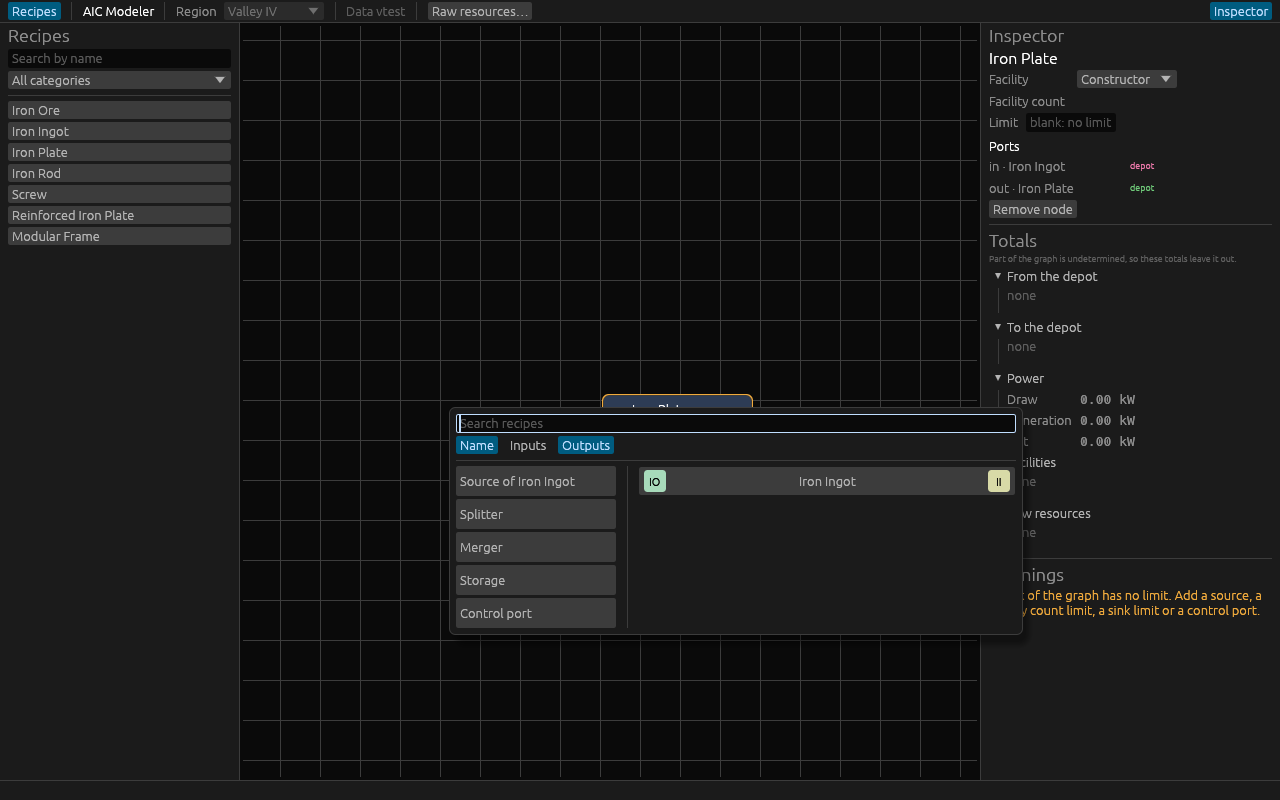 Recipes
AIC Modeler
Region
Valley IV
Data vtest
Raw resources…
Inspector
Recipes
Search by name
All categories
Iron Ore
Iron Ingot
Iron Plate
Iron Rod
Screw
Reinforced Iron Plate
Modular Frame
Search recipes
Name
Inputs
Outputs
Source of Iron Ingot
Splitter
Merger
Storage
Control port
IO
Iron Ingot
II
Inspector
Iron Plate
Facility
Constructor
Facility count
Limit
blank: no limit
Ports
in · Iron Ingot
depot
out · Iron Plate
depot
Remove node
Totals
Part of the graph is undetermined, so these totals leave it out.
From the depot
none
To the depot
none
Power
Draw
0.00 kW
0.00 kW
0.00 kW
of the graph has no limit. Add a source, a
count limit, a sink limit or a control port.